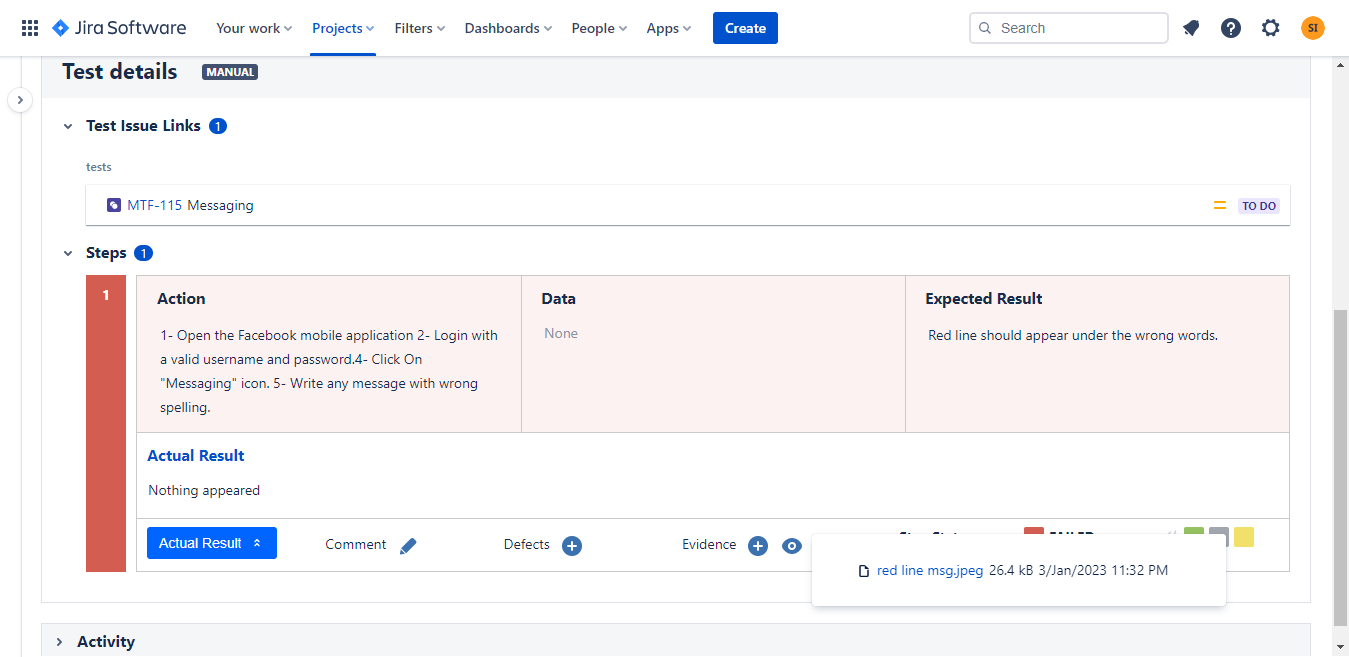 Jira Software Your work Projects Filters Dashboards People Apps Create Search SI
Test details MANUAL
Test Issue Links 1
tests
MTF-115 Messaging TO DO
Steps 1
1 Action Data Expected Result
1- Open the Facebook mobile application 2- Login with None Red line should appear under the wrong words.
a valid username and password.4- Click On
"Messaging" icon. 5- Write any message with wrong
spelling.
Actual Result
Nothing appeared
Actual Result Comment Defects Evidence FAILED
red line msg.jpeg 26.4 kB 3/Jan/2023 11:32 PM
Activity